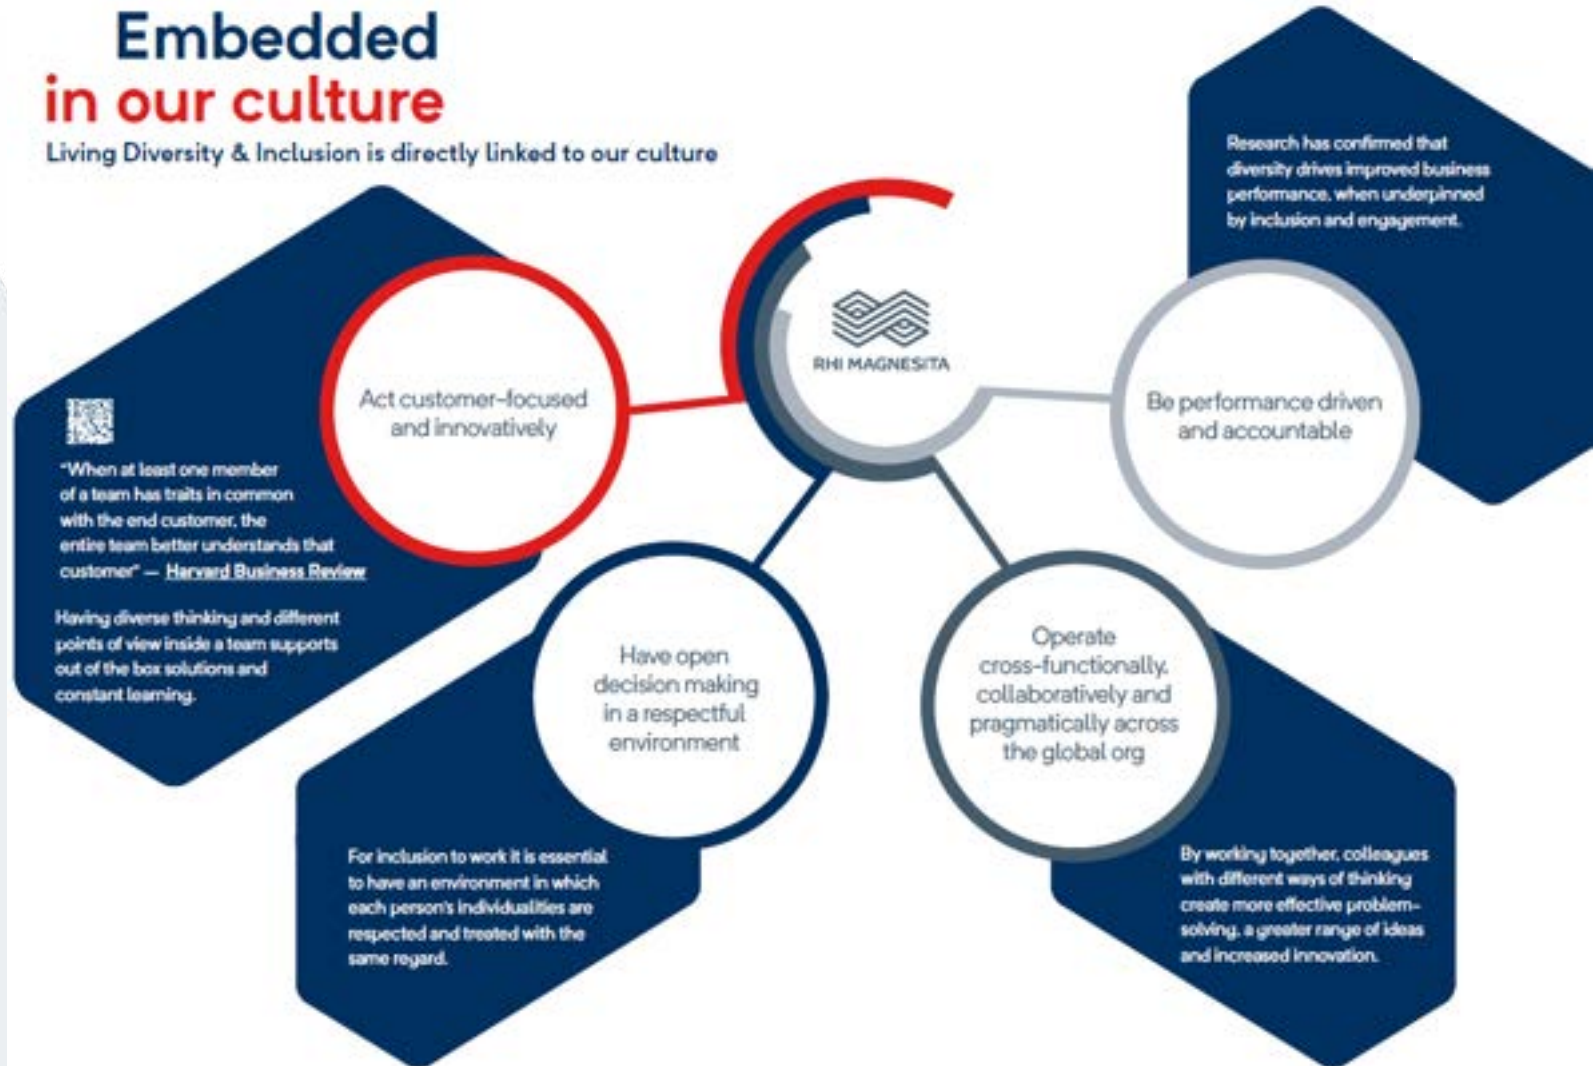 Embedded
in our culture
Living Diversity & Inclusion is directly linked to our culture
Research has confirmed that
diversity drives improved business
performance, when underpinned
by inclusion and engagement.
RHI MAGNESITA
Act customer-focused
and innovatively
Be performance driven
and accountable
"When at least one member
of a team has traits in common
with the end customer, the
entire team better understands that
customer" — Harvard Business Review
Having diverse thinking and different
points of view inside a team supports
out of the box solutions and
constant learning.
Have open
decision making
in a respectful
environment
Operate
cross-functionally,
collaboratively and
pragmatically across
the global org
For inclusion to work it is essential
to have an environment in which
each person's individualities are
respected and treated with the
same regard.
By working together, colleagues
with different ways of thinking
create more effective problem-
solving, a greater range of ideas
and increased innovation.